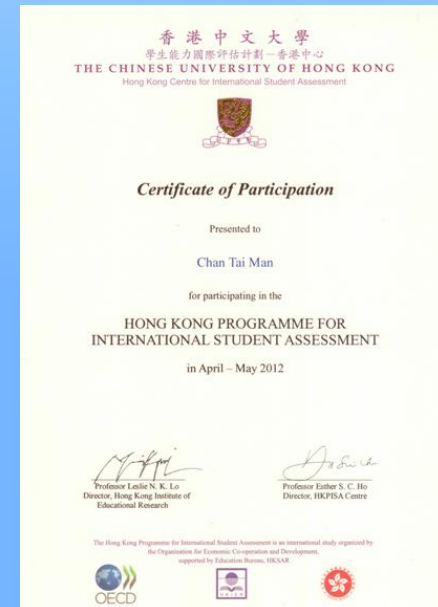 香港中文大學
學生能力國際評估計劃－香港中心
THE CHINESE UNIVERSITY OF HONG KONG
Hong Kong Centre for International Student Assessment
Certificate of Participation
Presented to
Chan Tai Man
for participating in the
HONG KONG PROGRAMME FOR
INTERNATIONAL STUDENT ASSESSMENT
in April – May 2012
Professor Leslie N. K. Lo
Director, Hong Kong Institute of
Educational Research
Professor Esther S. C. Ho
Director, HKPISA Centre
The Hong Kong Programme for International Student Assessment is an international study organized by
the Organisation for Economic Co-operation and Development,
supported by Education Bureau, HKSAR
OECD